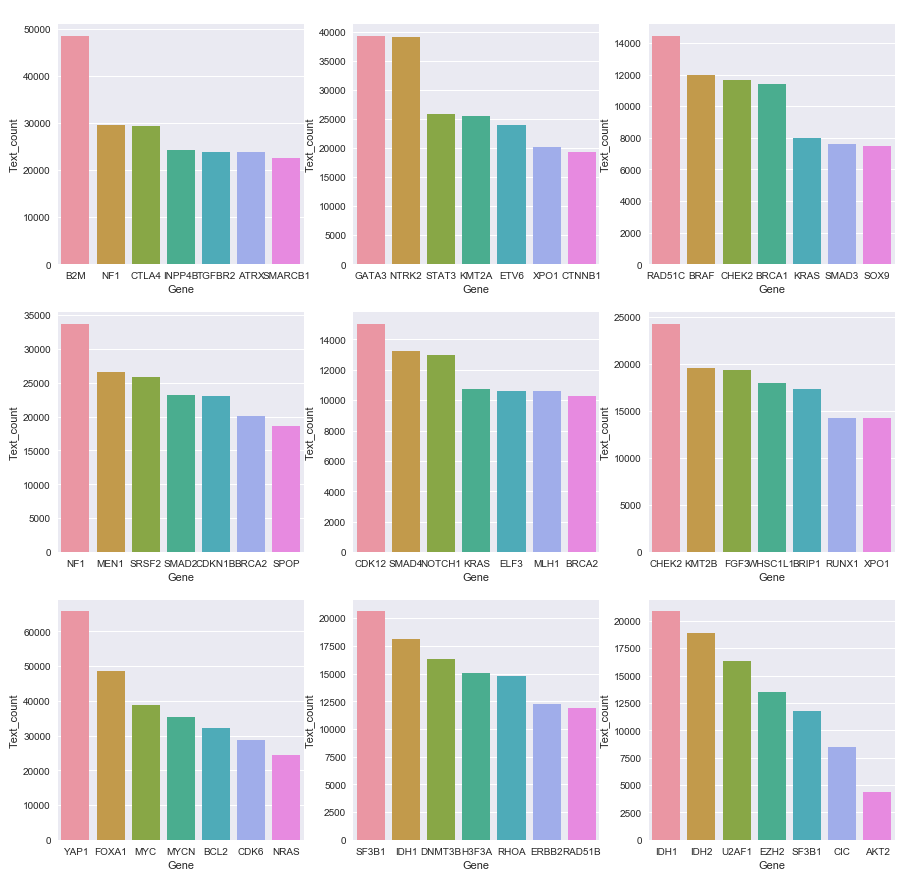 50000
40000
30000
20000
10000
0
Text_count
B2M NF1 CTLA4 INPP4B TGFBR2 ATRX SMARCB1
Gene
40000
35000
30000
25000
20000
15000
10000
5000
0
Text_count
GATA3 NTRK2 STAT3 KMT2A ETV6 XPO1 CTNNB1
Gene
14000
12000
10000
8000
6000
4000
2000
0
Text_count
RAD51C BRAF CHEK2 BRCA1 KRAS SMAD3 SOX9
Gene
35000
30000
25000
20000
15000
10000
5000
0
Text_count
NF1 MEN1 SRSF2 SMAD2 CDKN1B BRCA2 SPOP
Gene
14000
12000
10000
8000
6000
4000
2000
0
Text_count
CDK12 SMAD4 NOTCH1 KRAS ELF3 MLH1 BRCA2
Gene
25000
20000
15000
10000
5000
0
Text_count
CHEK2 KMT2B FGF3 WHSC1L1 BRIP1 RUNX1 XPO1
Gene
60000
50000
40000
30000
20000
10000
0
Text_count
YAP1 FOXA1 MYC MYCN BCL2 CDK6 NRAS
Gene
20000
17500
15000
12500
10000
7500
5000
2500
0
Text_count
SF3B1 IDH1 DNMT3B H3F3A RHOA ERBB2 RAD51B
Gene
20000
17500
15000
12500
10000
7500
5000
2500
0
Text_count
IDH1 IDH2 U2AF1 EZH2 SF3B1 CIC AKT2
Gene